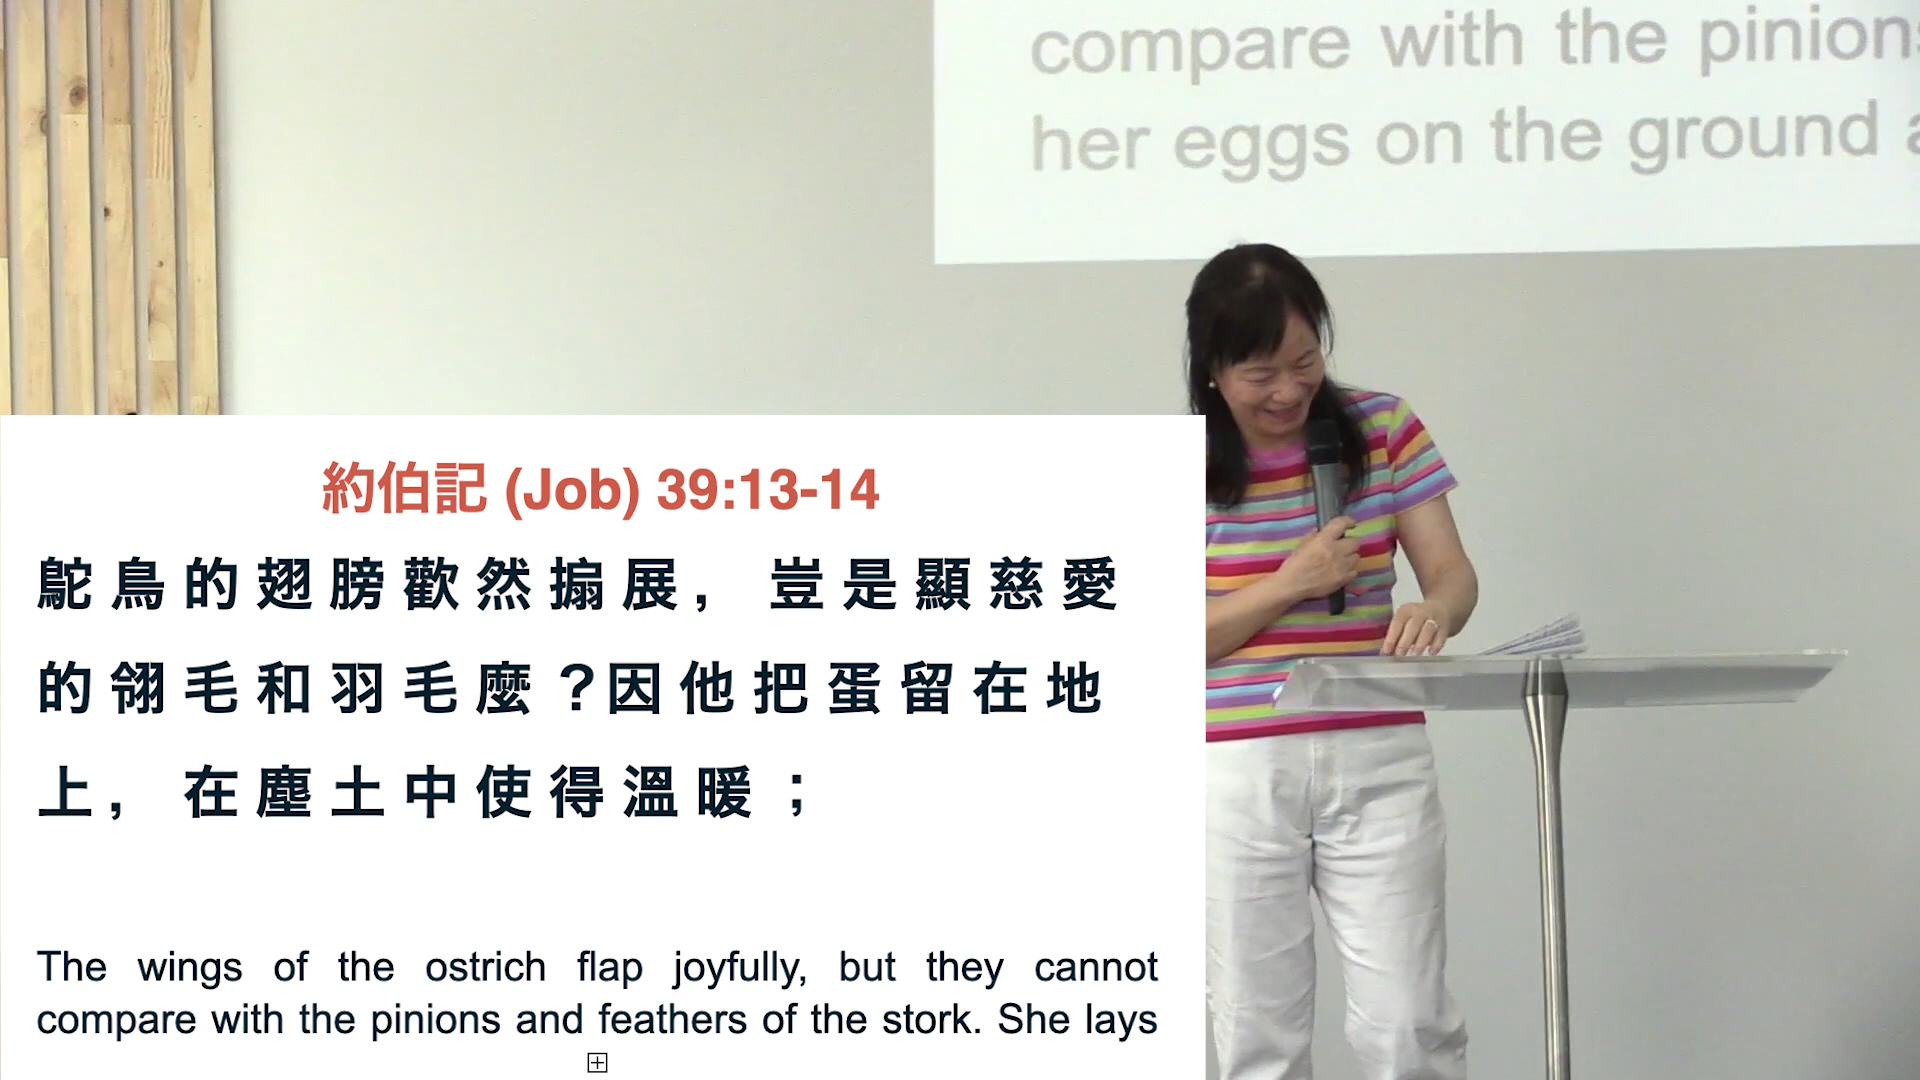 compare with the pinions
her eggs on the ground a
約伯記 (Job) 39:13-14
鴕鳥的翅膀歡然搧展，豈是顯慈愛
的翎毛和羽毛麼？因他把蛋留在地
上，在塵土中使得溫暖；
The wings of the ostrich flap joyfully, but they cannot
compare with the pinions and feathers of the stork. She lays